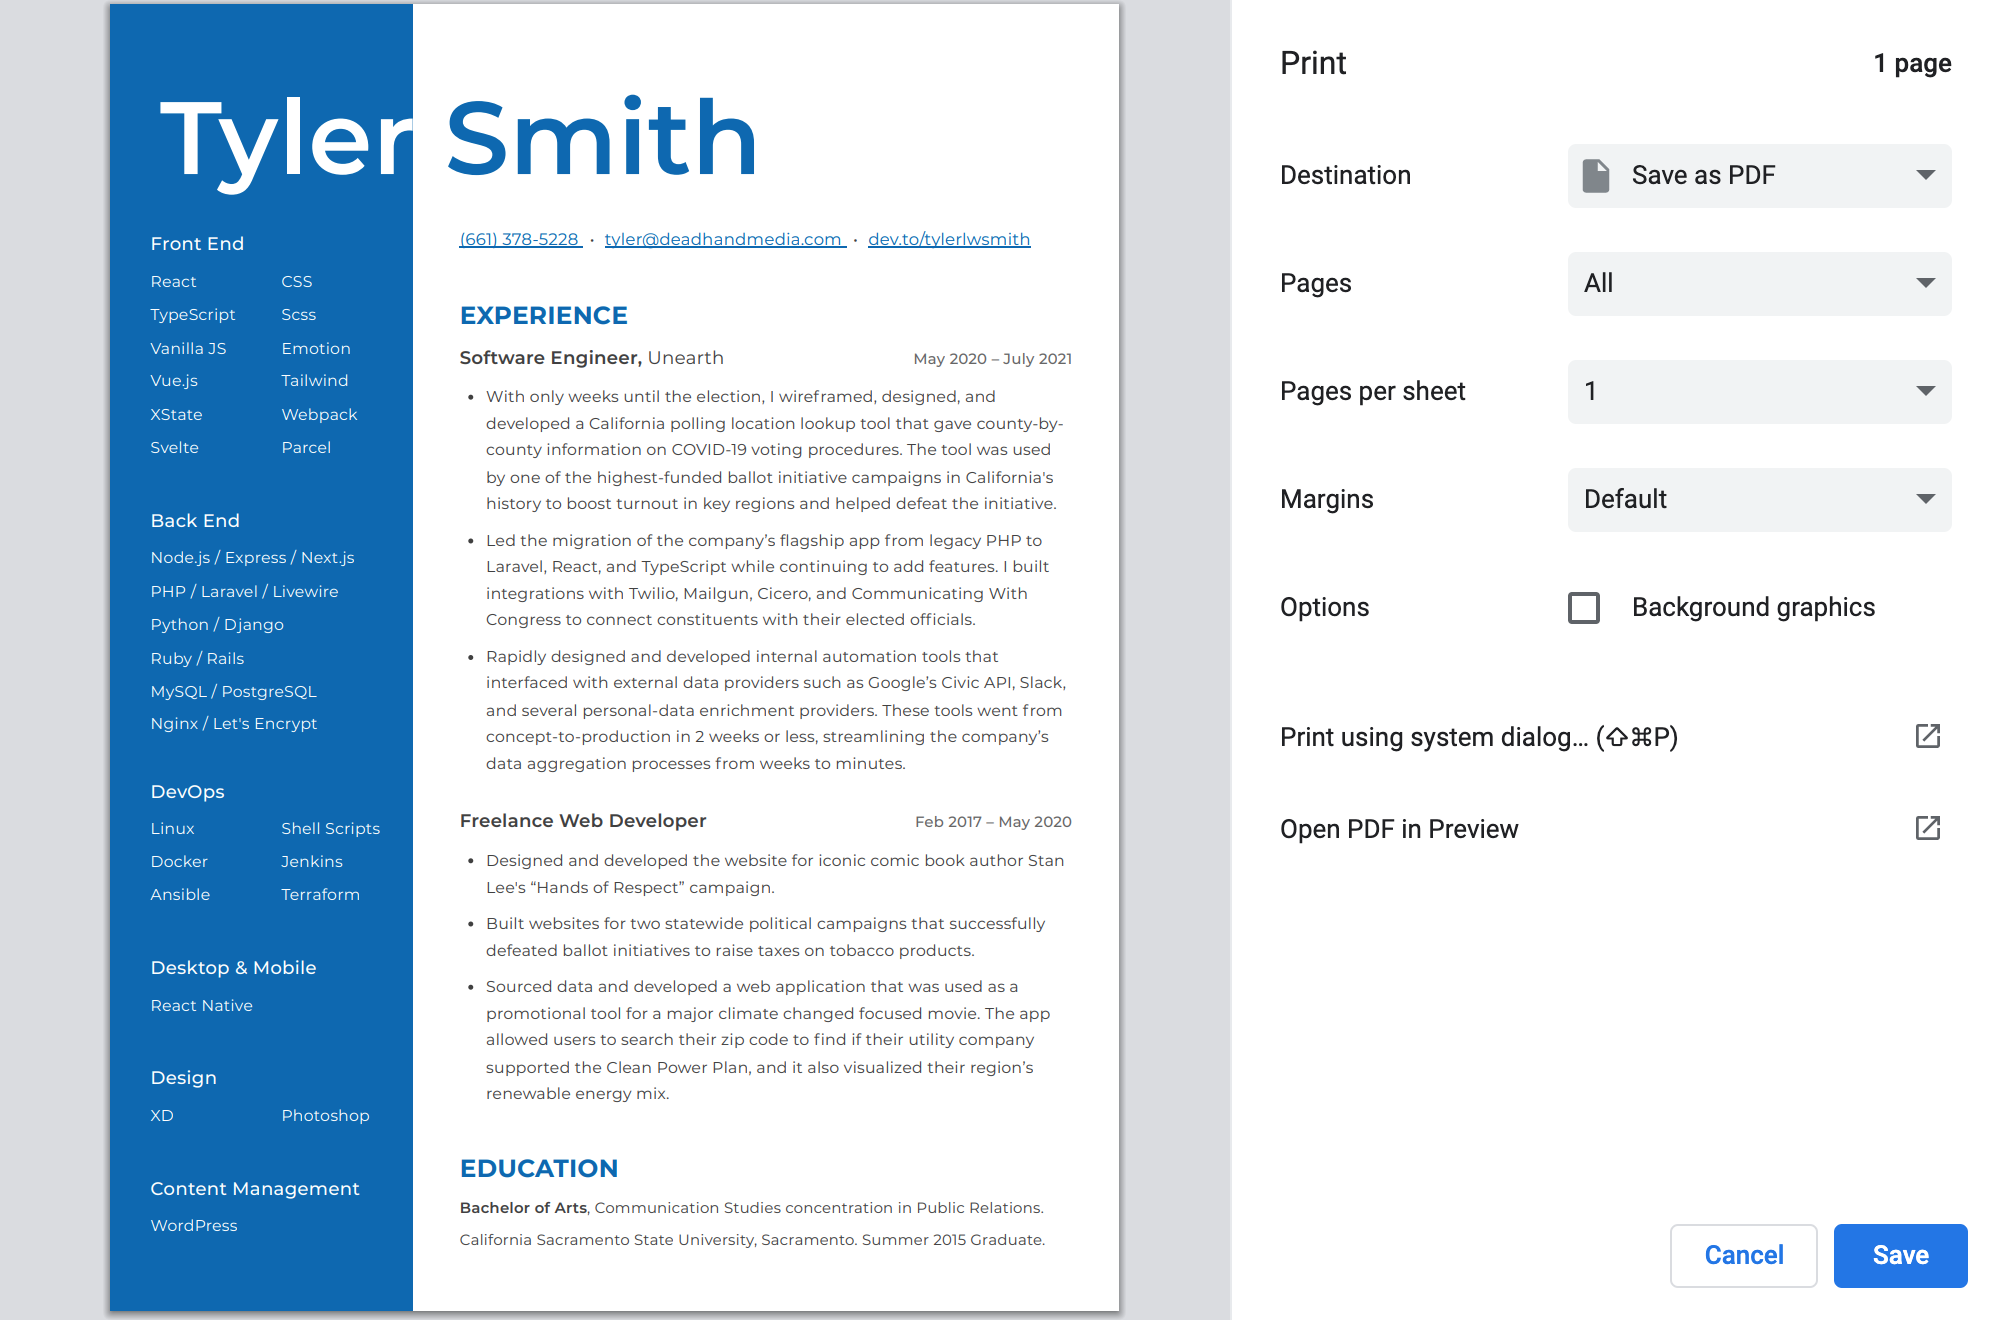 Tyler Smith
Front End
React CSS
TypeScript Scss
Vanilla JS Emotion
Vue.js Tailwind
XState Webpack
Svelte Parcel
Back End
Node.js / Express / Next.js
PHP / Laravel / Livewire
Python / Django
Ruby / Rails
MySQL / PostgreSQL
Nginx / Let's Encrypt
DevOps
Linux Shell Scripts
Docker Jenkins
Ansible Terraform
Desktop & Mobile
React Native
Design
XD Photoshop
Content Management
WordPress
(661) 378-5228 • tyler@deadhandmedia.com • dev.to/tylerlwsmith
EXPERIENCE
Software Engineer, Unearth May 2020 – July 2021
• With only weeks until the election, I wireframed, designed, and
developed a California polling location lookup tool that gave county-by-
county information on COVID-19 voting procedures. The tool was used
by one of the highest-funded ballot initiative campaigns in California's
history to boost turnout in key regions and helped defeat the initiative.
• Led the migration of the company’s flagship app from legacy PHP to
Laravel, React, and TypeScript while continuing to add features. I built
integrations with Twilio, Mailgun, Cicero, and Communicating With
Congress to connect constituents with their elected officials.
• Rapidly designed and developed internal automation tools that
interfaced with external data providers such as Google’s Civic API, Slack,
and several personal-data enrichment providers. These tools went from
concept-to-production in 2 weeks or less, streamlining the company’s
data aggregation processes from weeks to minutes.
Freelance Web Developer Feb 2017 – May 2020
• Designed and developed the website for iconic comic book author Stan
Lee's “Hands of Respect” campaign.
• Built websites for two statewide political campaigns that successfully
defeated ballot initiatives to raise taxes on tobacco products.
• Sourced data and developed a web application that was used as a
promotional tool for a major climate changed focused movie. The app
allowed users to search their zip code to find if their utility company
supported the Clean Power Plan, and it also visualized their region’s
renewable energy mix.
EDUCATION
Bachelor of Arts, Communication Studies concentration in Public Relations.
California Sacramento State University, Sacramento. Summer 2015 Graduate.
Print 1 page
Destination Save as PDF
Pages All
Pages per sheet 1
Margins Default
Options Background graphics
Print using system dialog... (⇧⌘P)
Open PDF in Preview
Cancel Save